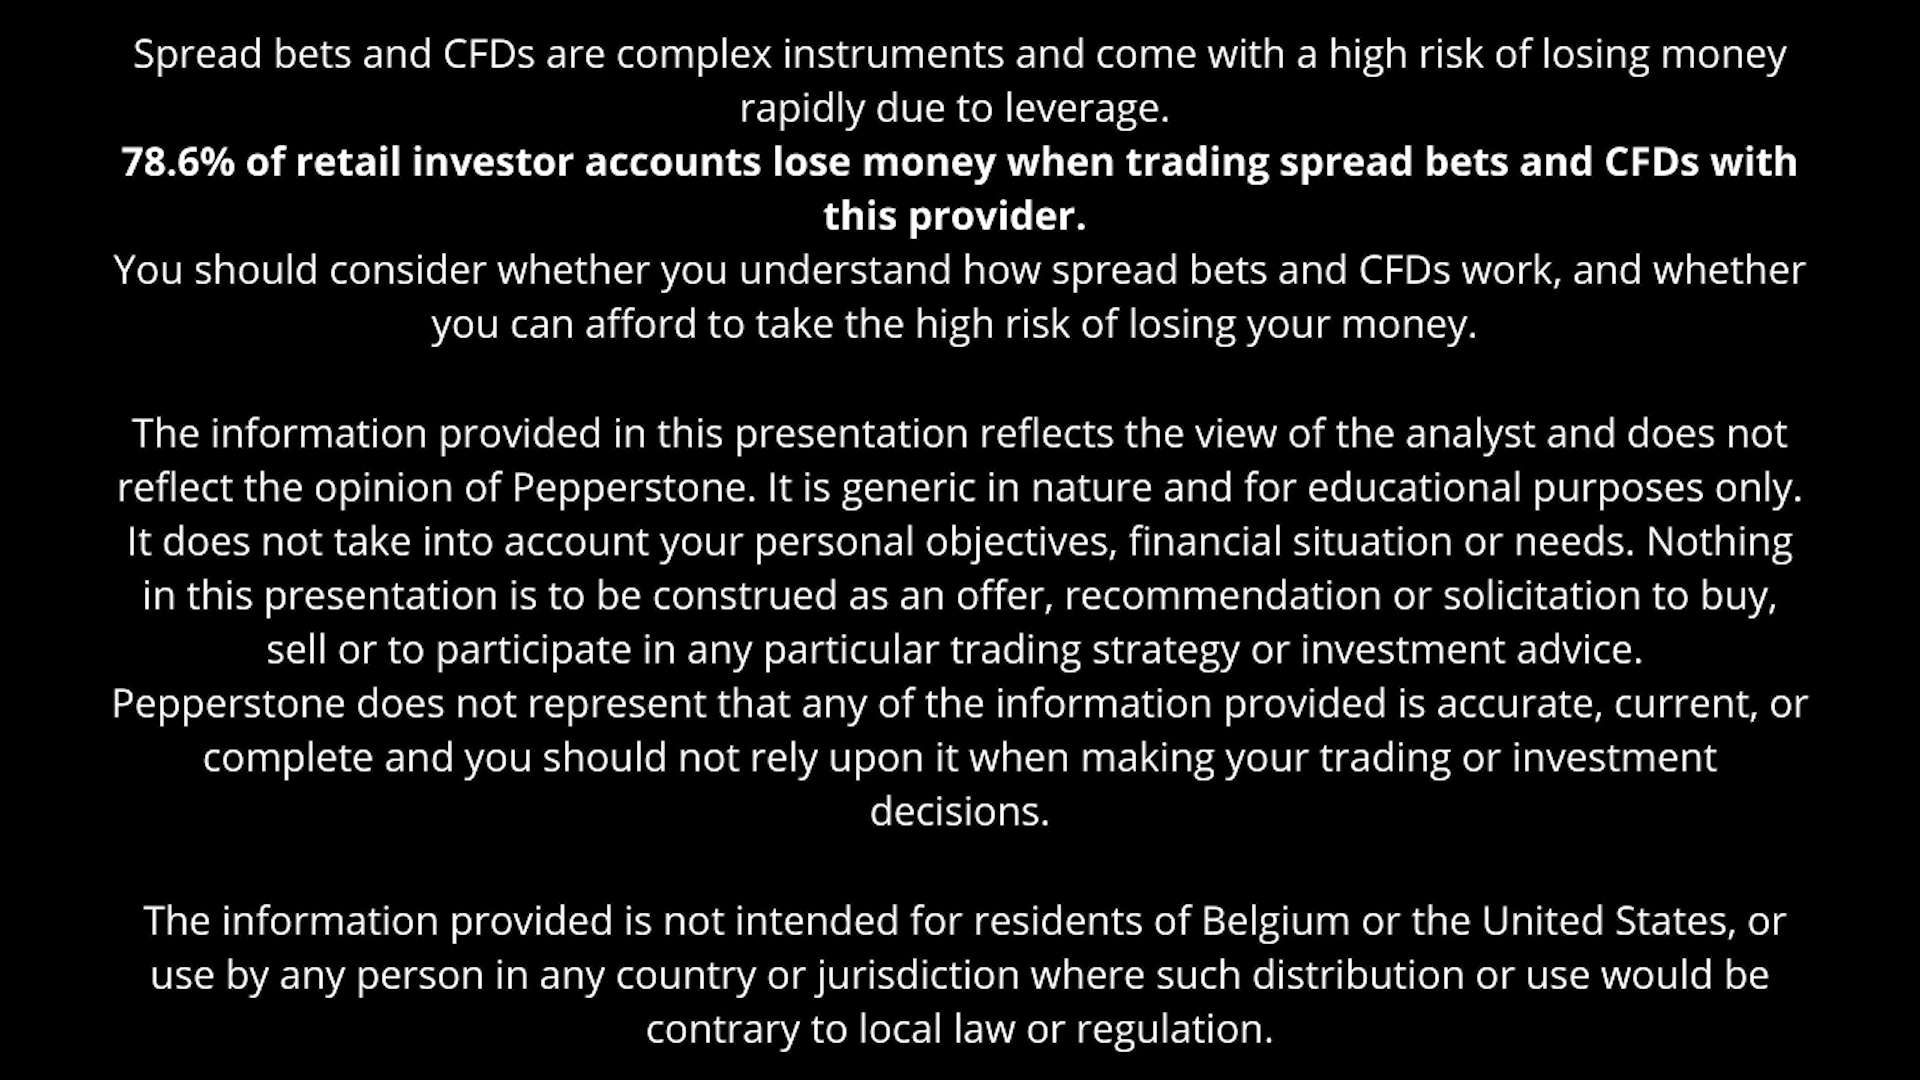 Spread bets and CFDs are complex instruments and come with a high risk of losing money
rapidly due to leverage.
78.6% of retail investor accounts lose money when trading spread bets and CFDs with
this provider.
You should consider whether you understand how spread bets and CFDs work, and whether
you can afford to take the high risk of losing your money.
The information provided in this presentation reflects the view of the analyst and does not
reflect the opinion of Pepperstone. It is generic in nature and for educational purposes only.
It does not take into account your personal objectives, financial situation or needs. Nothing
in this presentation is to be construed as an offer, recommendation or solicitation to buy,
sell or to participate in any particular trading strategy or investment advice.
Pepperstone does not represent that any of the information provided is accurate, current, or
complete and you should not rely upon it when making your trading or investment
decisions.
The information provided is not intended for residents of Belgium or the United States, or
use by any person in any country or jurisdiction where such distribution or use would be
contrary to local law or regulation.